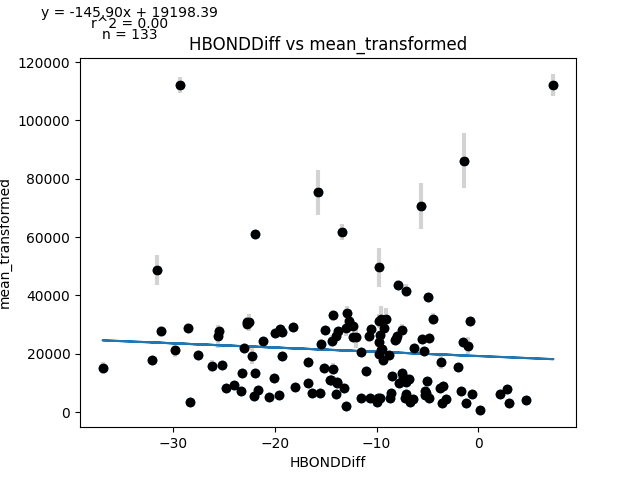 y = -145.90x + 19198.39
r^2 = 0.00
n = 133
HBONDDiff vs mean_transformed
120000
100000
80000
60000
40000
20000
0
mean_transformed
−30
−20
−10
0
HBONDDiff